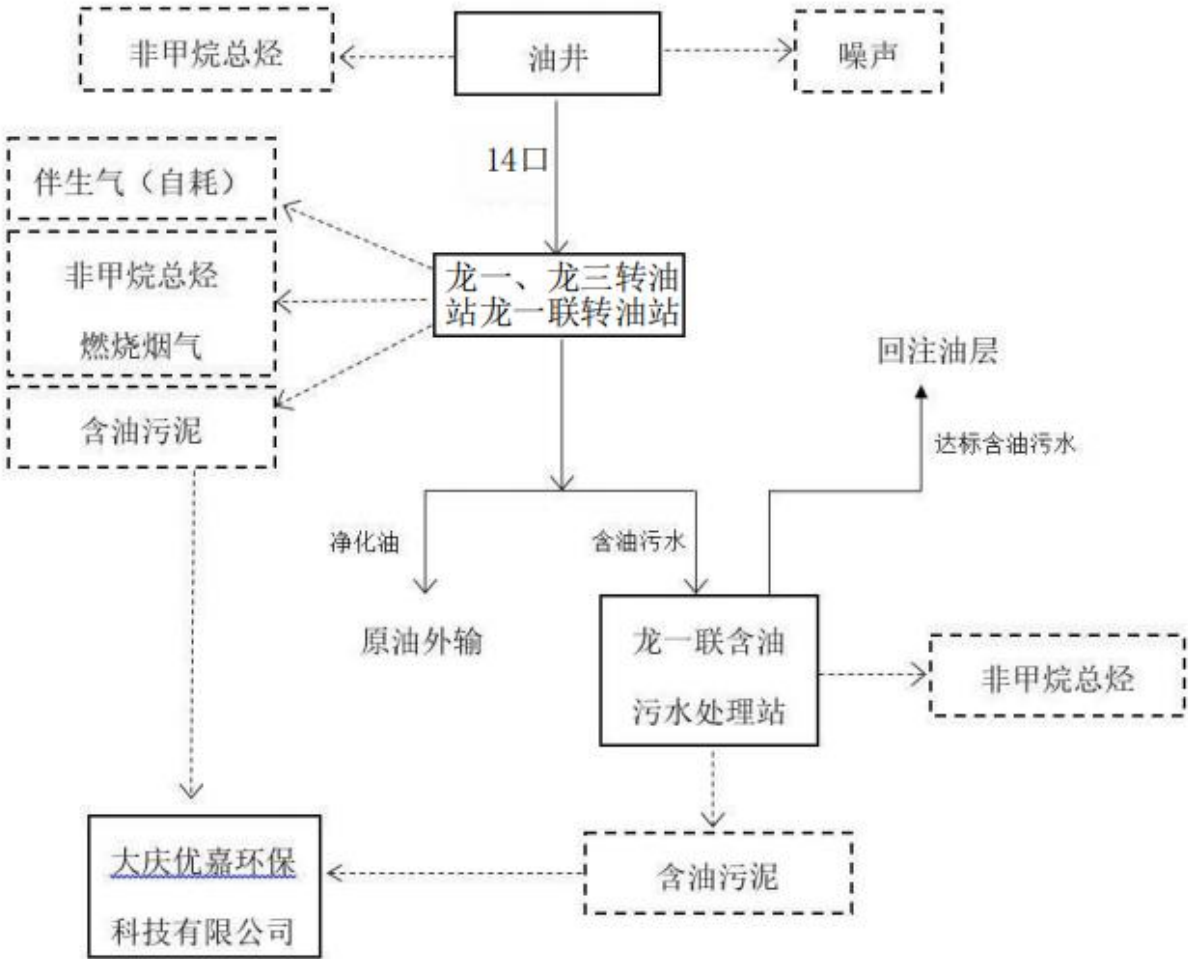 非甲烷总烃
油井
噪声
14口
伴生气（自耗）
非甲烷总烃
燃烧烟气
含油污泥
龙一、龙三转油
站龙一联转油站
回注油层
达标含油污水
净化油
含油污水
原油外输
龙一联含油
污水处理站
非甲烷总烃
大庆优嘉环保
科技有限公司
含油污泥